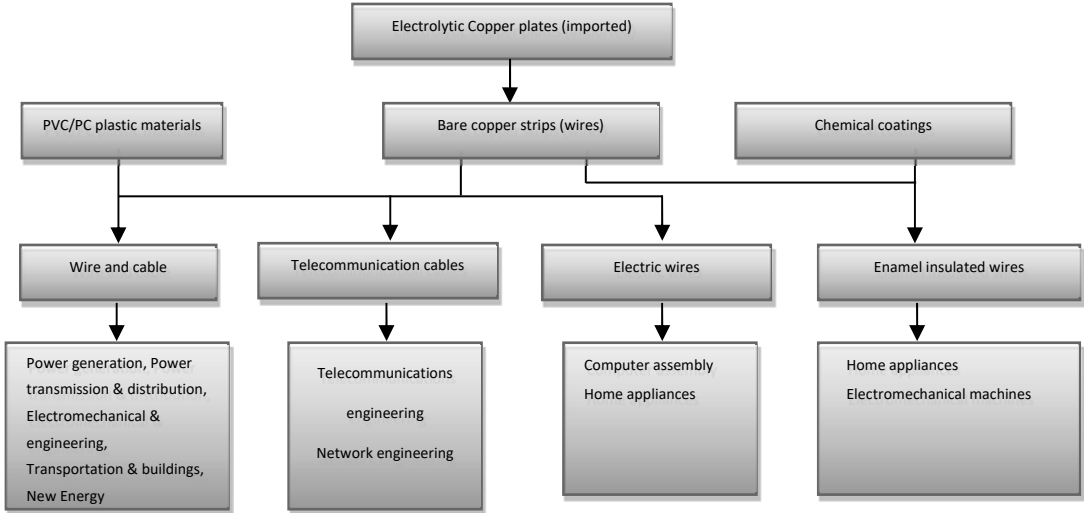 Electrolytic Copper plates (imported)
PVC/PC plastic materials
Bare copper strips (wires)
Chemical coatings
Wire and cable
Telecommunication cables
Electric wires
Enamel insulated wires
Power generation, Power
transmission & distribution,
Electromechanical &
engineering,
Transportation & buildings,
New Energy
Telecommunications
engineering
Network engineering
Computer assembly
Home appliances
Home appliances
Electromechanical machines